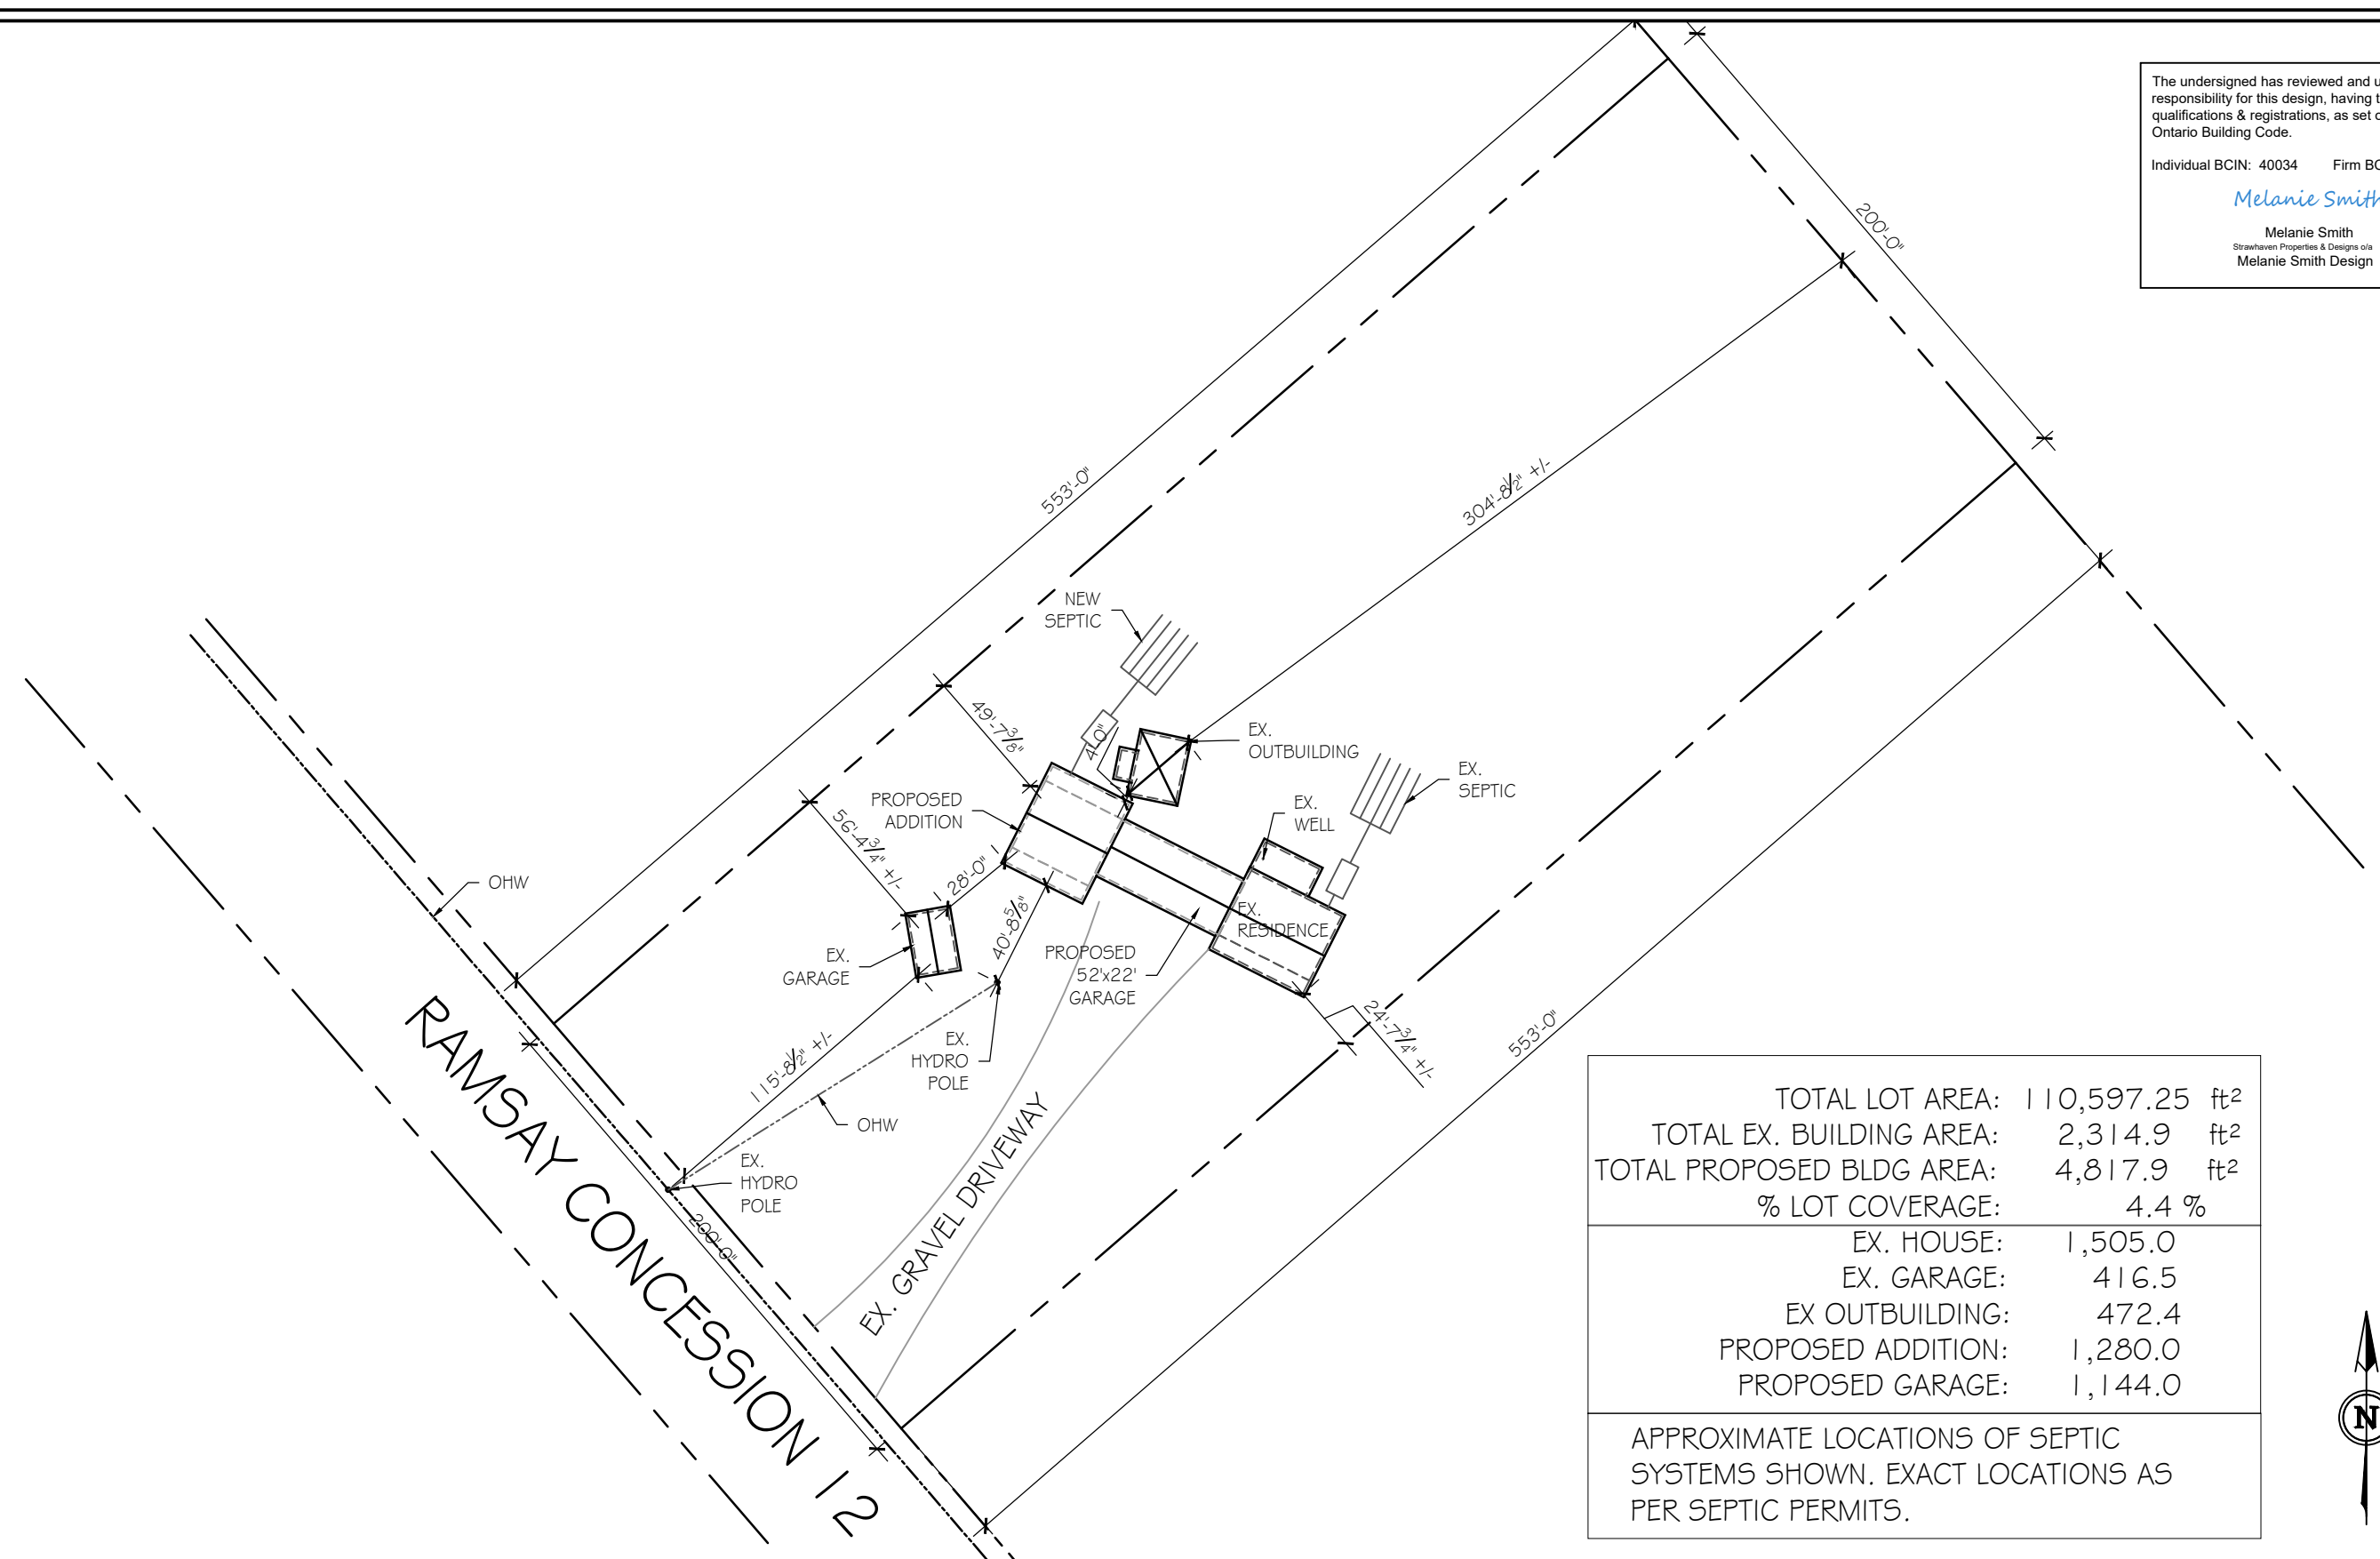 The undersigned has reviewed and
responsibility for this design, having
qualifications & registrations, as set
Ontario Building Code.
Individual BCIN: 40034 Firm
Melanie Smith
Melanie Smith
Strawhaven Properties & Designs o/a
Melanie Smith Design
200'-0"
553'-0"
304'-8½" +/-
NEW
SEPTIC
49'-7⅜"
4'-0"
EX.
OUTBUILDING
EX.
SEPTIC
PROPOSED
ADDITION
EX.
WELL
56'-4¾" +/-
28'-0"
OHW
EX.
RESIDENCE
40'-8⅝"
EX.
GARAGE
PROPOSED
52'x22'
GARAGE
24'-7¾" +/-
553'-0"
115'-8½" +/-
EX.
HYDRO
POLE
OHW
EX.
HYDRO
POLE
200'-0"
RAMSAY CONCESSION 12
EX. GRAVEL DRIVEWAY
TOTAL LOT AREA: 110,597.25 ft²
TOTAL EX. BUILDING AREA: 2,314.9 ft²
TOTAL PROPOSED BLDG AREA: 4,817.9 ft²
% LOT COVERAGE: 4.4 %
EX. HOUSE: 1,505.0
EX. GARAGE: 416.5
EX OUTBUILDING: 472.4
PROPOSED ADDITION: 1,280.0
PROPOSED GARAGE: 1,144.0
APPROXIMATE LOCATIONS OF SEPTIC
SYSTEMS SHOWN. EXACT LOCATIONS AS
PER SEPTIC PERMITS.
N